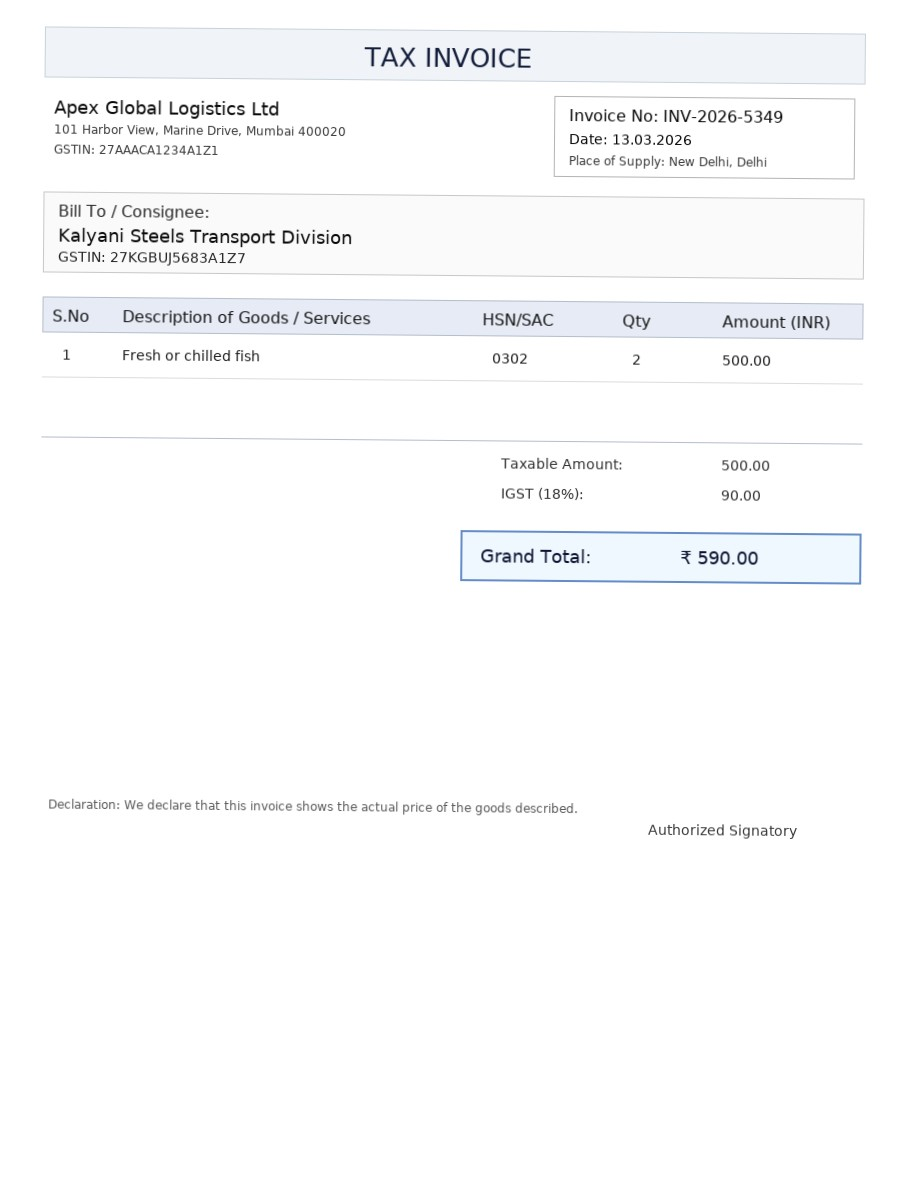 TAX INVOICE
Apex Global Logistics Ltd
101 Harbor View, Marine Drive, Mumbai 400020
GSTIN: 27AAACA1234A1Z1
Invoice No: INV-2026-5349
Date: 13.03.2026
Place of Supply: New Delhi, Delhi
Bill To / Consignee:
Kalyani Steels Transport Division
GSTIN: 27KGBUJ5683A1Z7
S.No Description of Goods / Services HSN/SAC Qty Amount (INR)
1 Fresh or chilled fish 0302 2 500.00
Taxable Amount: 500.00
IGST (18%): 90.00
Grand Total: ₹ 590.00
Declaration: We declare that this invoice shows the actual price of the goods described.
Authorized Signatory